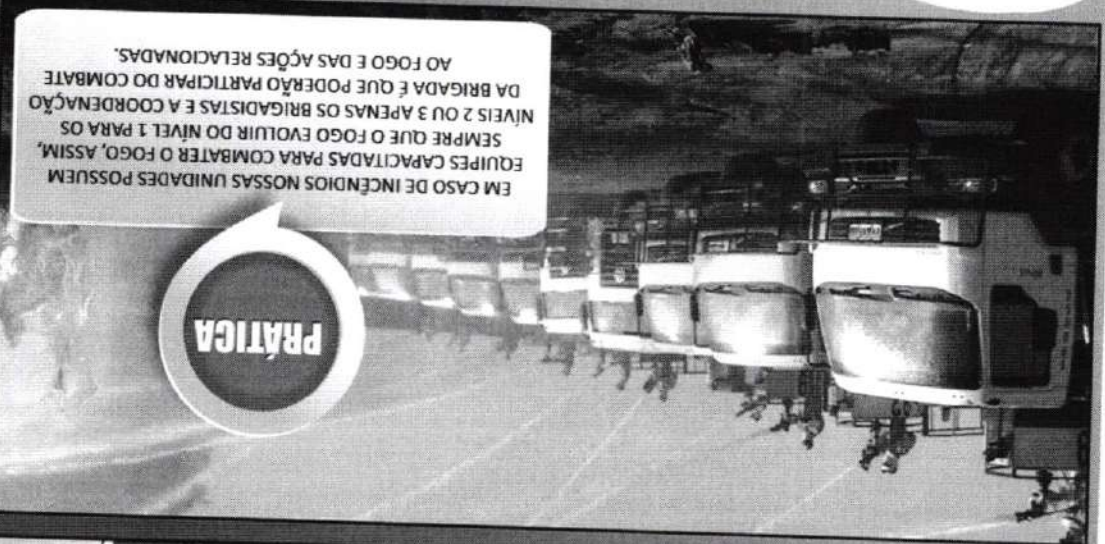 PRÁTICA
EM CASO DE INCÊNDIOS NOSSAS UNIDADES POSSUEM
EQUIPES CAPACITADAS PARA COMBATER O FOGO, ASSIM,
SEMPRE QUE O FOGO EVOLUIR DO NÍVEL 1 PARA OS
NÍVEIS 2 OU 3 APENAS OS BRIGADISTAS E A COORDENAÇÃO
DA BRIGADA É QUE PODERÃO PARTICIPAR DO COMBATE
AO FOGO E DAS AÇÕES RELACIONADAS.